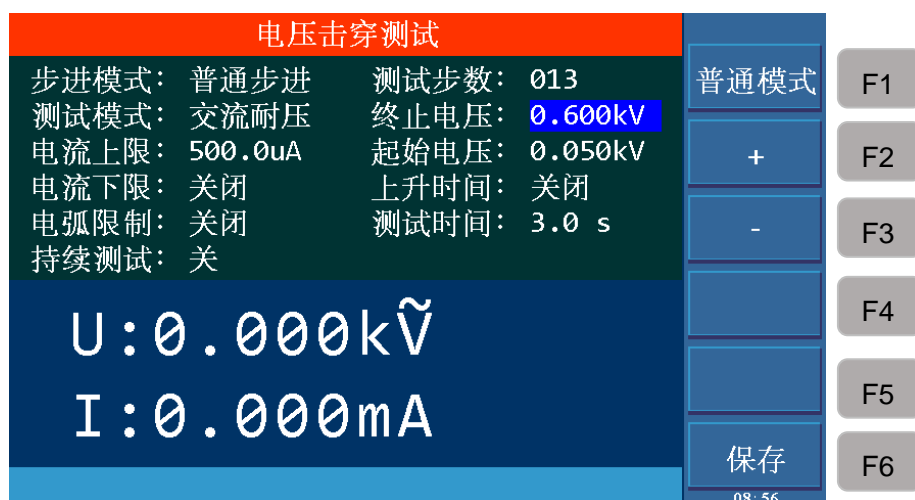 电压击穿测试
步进模式: 普通步进 测试步数: 013
测试模式: 交流耐压 终止电压: 0.600kV
电流上限: 500.0uA 起始电压: 0.050kV
电流下限: 关闭 上升时间: 关闭
电弧限制: 关闭 测试时间: 3.0 s
持续测试: 关
U:0.000kṼ
I:0.000mA
普通模式
+
-
保存
08:56
F1
F2
F3
F4
F5
F6